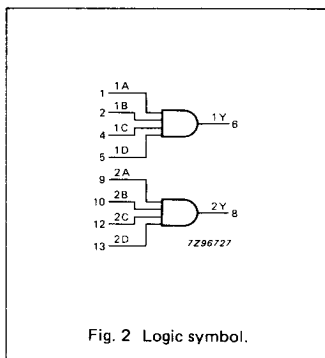 1 1A
2 1B
1Y 6
4 1C
5 1D
9 2A
10 2B
2Y 8
12 2C
13 2D
7Z96727
Fig. 2 Logic symbol.